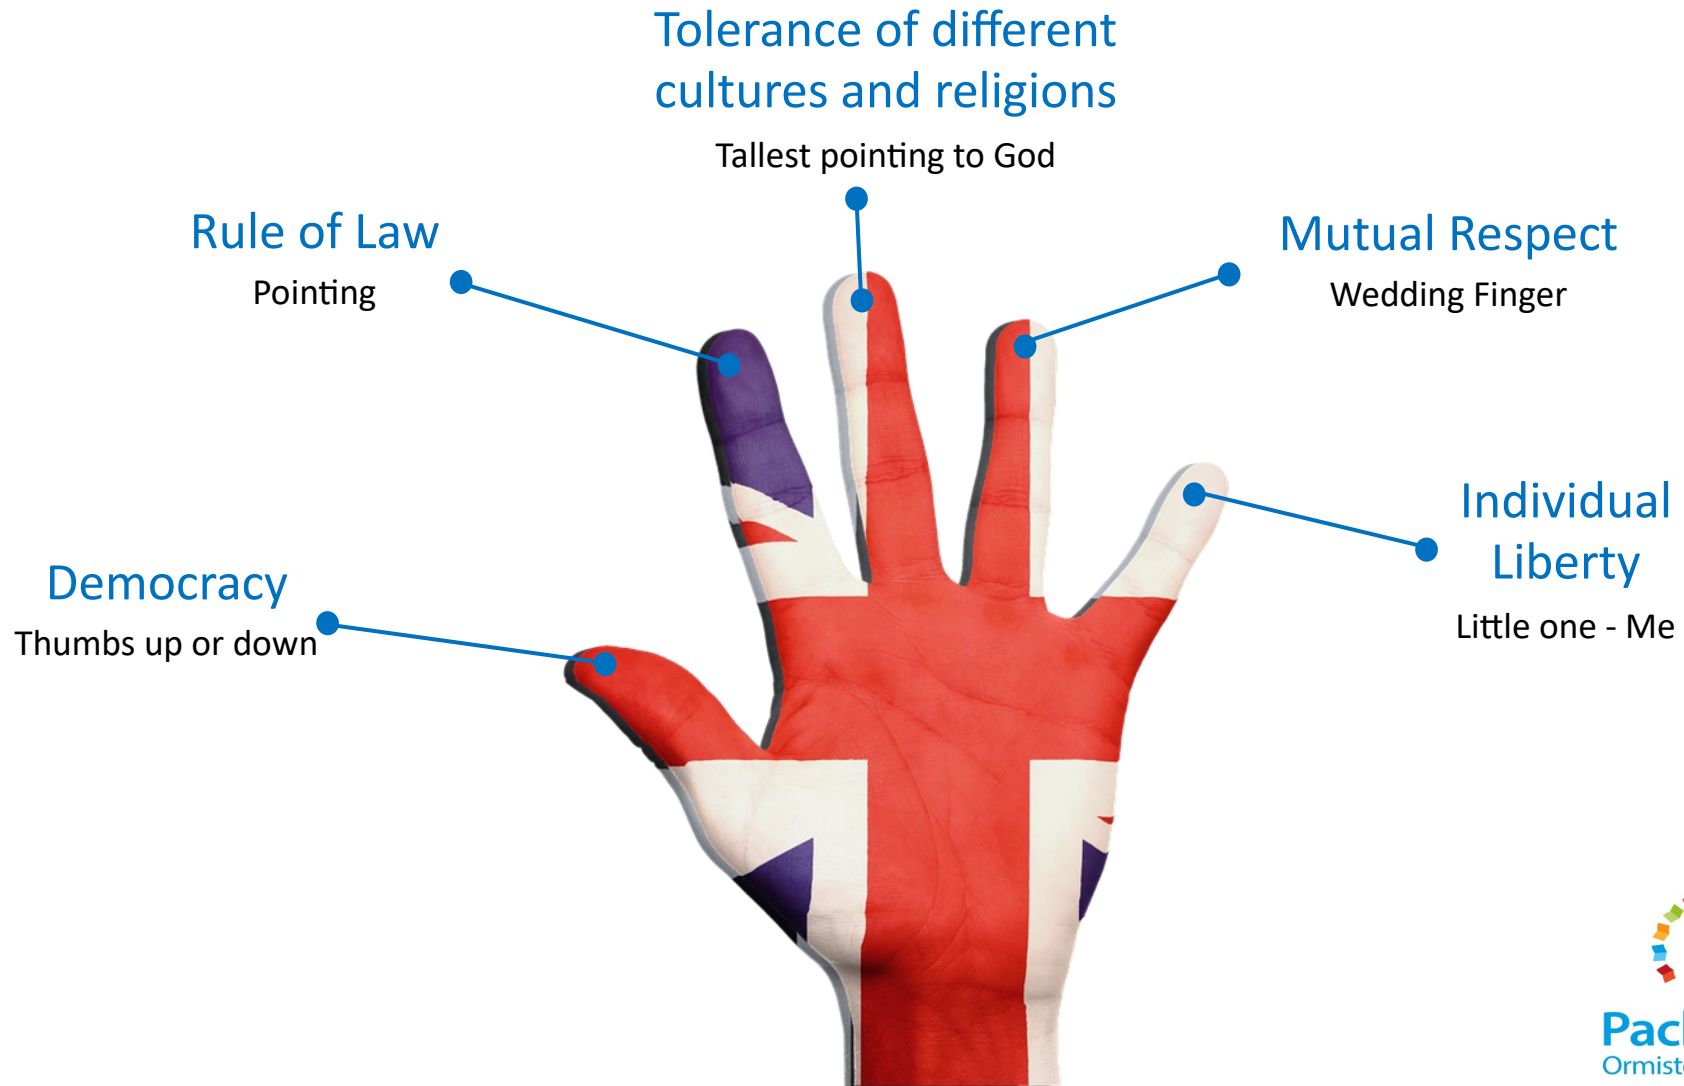 Tolerance of different
cultures and religions
Tallest pointing to God
Rule of Law
Pointing
Mutual Respect
Wedding Finger
Individual
Liberty
Little one - Me
Democracy
Thumbs up or down